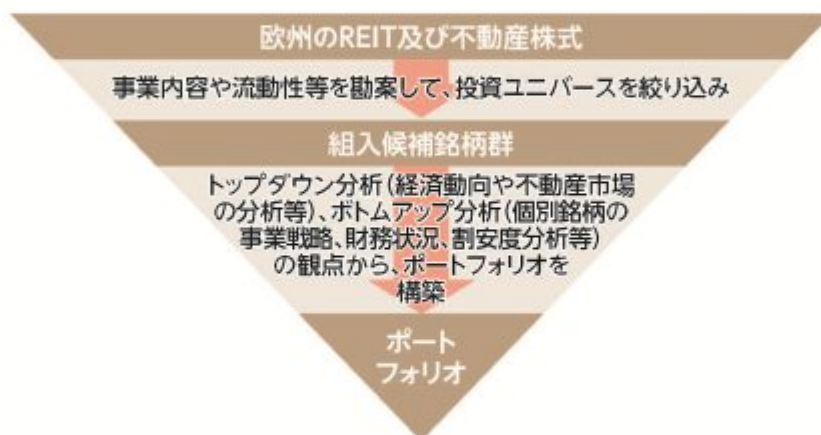 欧州のREIT及び不動産株式
事業内容や流動性等を勘案して、投資ユニバースを絞り込み
組入候補銘柄群
トップダウン分析(経済動向や不動産市場
の分析等)、ボトムアップ分析(個別銘柄の
事業戦略、財務状況、割安度分析等)
の観点から、ポートフォリオを
構築
ポート
フォリオ